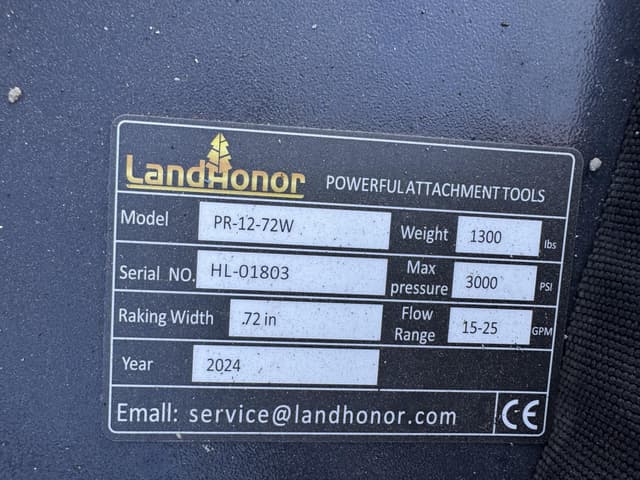 LandHonor POWERFUL ATTACHMENT TOOLS
Model PR-12-72W Weight 1300 lbs
Serial NO. HL-01803 Max pressure 3000 PSI
Raking Width .72 in Flow Range 15-25 GPM
Year 2024
Emall: service@landhonor.com CE